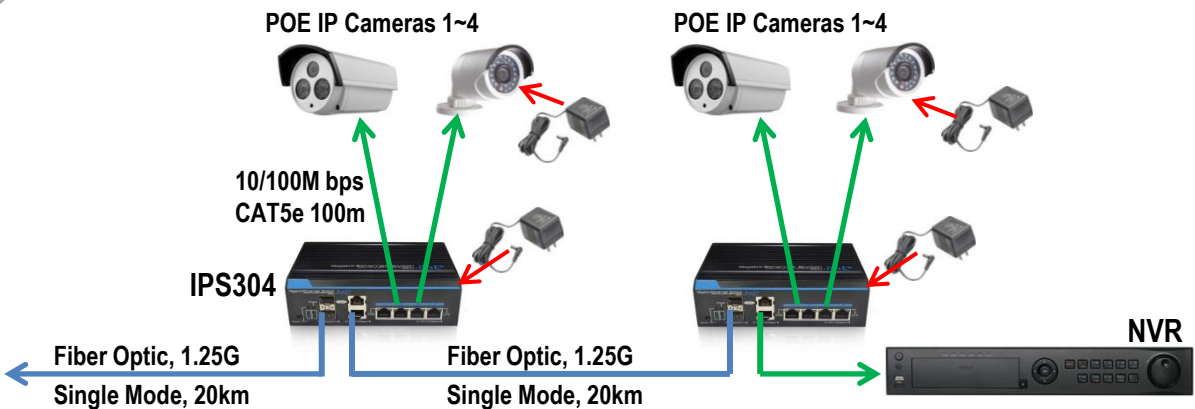 POE IP Cameras 1~4
POE IP Cameras 1~4
10/100M bps
CAT5e 100m
IPS304
NVR
Fiber Optic, 1.25G
Single Mode, 20km
Fiber Optic, 1.25G
Single Mode, 20km